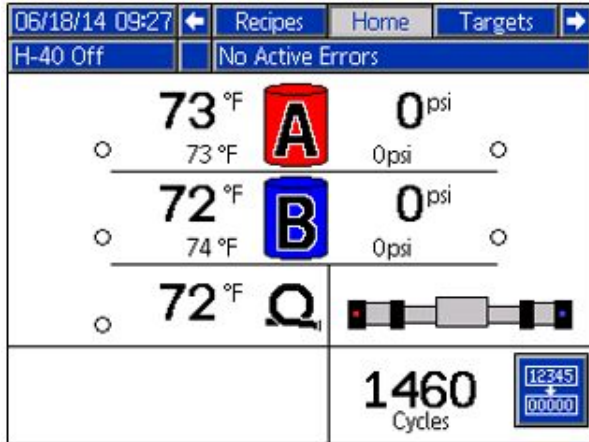 06/18/14 09:27 Recipes Home Targets
H-40 Off No Active Errors
73 °F A 0 psi
73 °F 0psi
72 °F B 0 psi
74 °F 0psi
72 °F
1460 12345
Cycles 00000